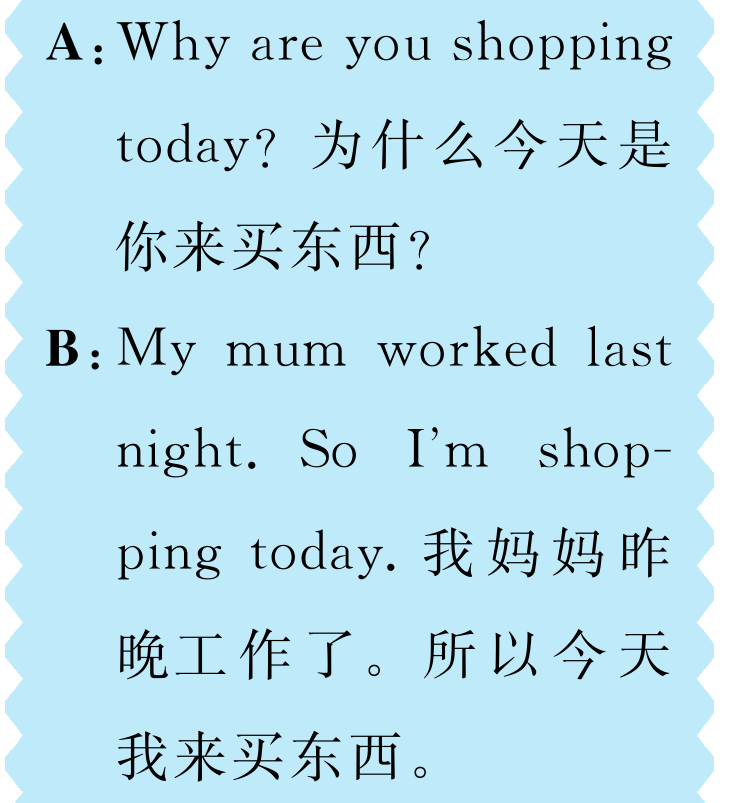 A：Why are you shopping
today? 为什么今天是
你来买东西?
B：My mum worked last
night. So I'm shop-
ping today. 我妈妈昨
晚工作了。所以今天
我来买东西。